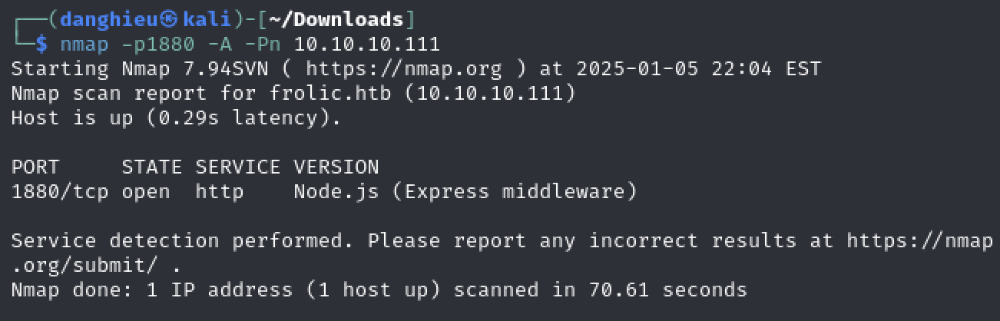 ┌──(danghieu㉿kali)-[~/Downloads]
└─$ nmap -p1880 -A -Pn 10.10.10.111
Starting Nmap 7.94SVN ( https://nmap.org ) at 2025-01-05 22:04 EST
Nmap scan report for frolic.htb (10.10.10.111)
Host is up (0.29s latency).
PORT     STATE SERVICE VERSION
1880/tcp open  http    Node.js (Express middleware)
Service detection performed. Please report any incorrect results at https://nmap
.org/submit/ .
Nmap done: 1 IP address (1 host up) scanned in 70.61 seconds